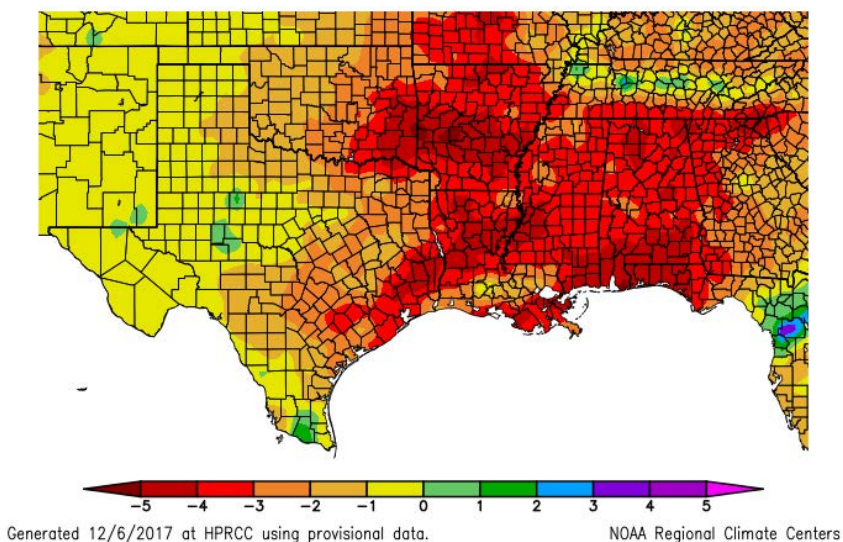 -5 -4 -3 -2 -1 0 1 2 3 4 5
Generated 12/6/2017 at HPRCC using provisional data. NOAA Regional Climate Centers